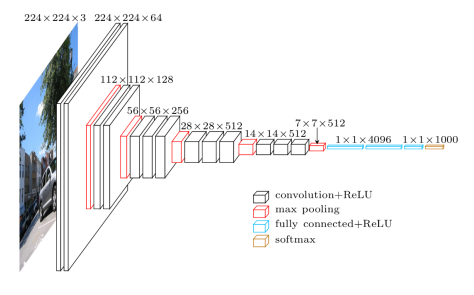 224×224×3 224×224×64
112×112×128
56×56×256
28×28×512
14×14×512
7×7×512
1×1×4096 1×1×1000
convolution+ReLU
max pooling
fully connected+ReLU
softmax